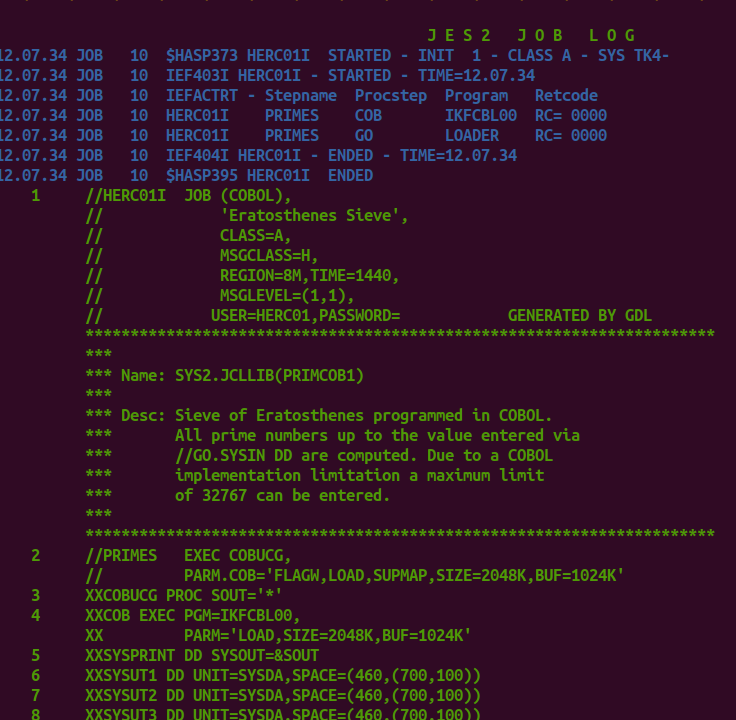 J E S 2   J O B   L O G
12.07.34 JOB   10  $HASP373 HERC01I  STARTED - INIT  1 - CLASS A - SYS TK4-
12.07.34 JOB   10  IEF403I HERC01I - STARTED - TIME=12.07.34
12.07.34 JOB   10  IEFACTRT - Stepname  Procstep  Program   Retcode
12.07.34 JOB   10  HERC01I    PRIMES    COB       IKFCBL00  RC= 0000
12.07.34 JOB   10  HERC01I    PRIMES    GO        LOADER    RC= 0000
12.07.34 JOB   10  IEF404I HERC01I - ENDED - TIME=12.07.34
12.07.34 JOB   10  $HASP395 HERC01I  ENDED
1     //HERC01I  JOB (COBOL),
//             'Eratosthenes Sieve',
//             CLASS=A,
//             MSGCLASS=H,
//             REGION=8M,TIME=1440,
//             MSGLEVEL=(1,1),
//            USER=HERC01,PASSWORD=            GENERATED BY GDL
**********************************************************************
***
*** Name: SYS2.JCLLIB(PRIMCOB1)
***
*** Desc: Sieve of Eratosthenes programmed in COBOL.
***       All prime numbers up to the value entered via
***       //GO.SYSIN DD are computed. Due to a COBOL
***       implementation limitation a maximum limit
***       of 32767 can be entered.
***
**********************************************************************
2     //PRIMES   EXEC COBUCG,
//         PARM.COB='FLAGW,LOAD,SUPMAP,SIZE=2048K,BUF=1024K'
3     XXCOBUCG PROC SOUT='*'
4     XXCOB EXEC PGM=IKFCBL00,
XX         PARM='LOAD,SIZE=2048K,BUF=1024K'
5     XXSYSPRINT DD SYSOUT=&SOUT
6     XXSYSUT1 DD UNIT=SYSDA,SPACE=(460,(700,100))
7     XXSYSUT2 DD UNIT=SYSDA,SPACE=(460,(700,100))
8     XXSYSUT3 DD UNIT=SYSDA,SPACE=(460,(700,100))